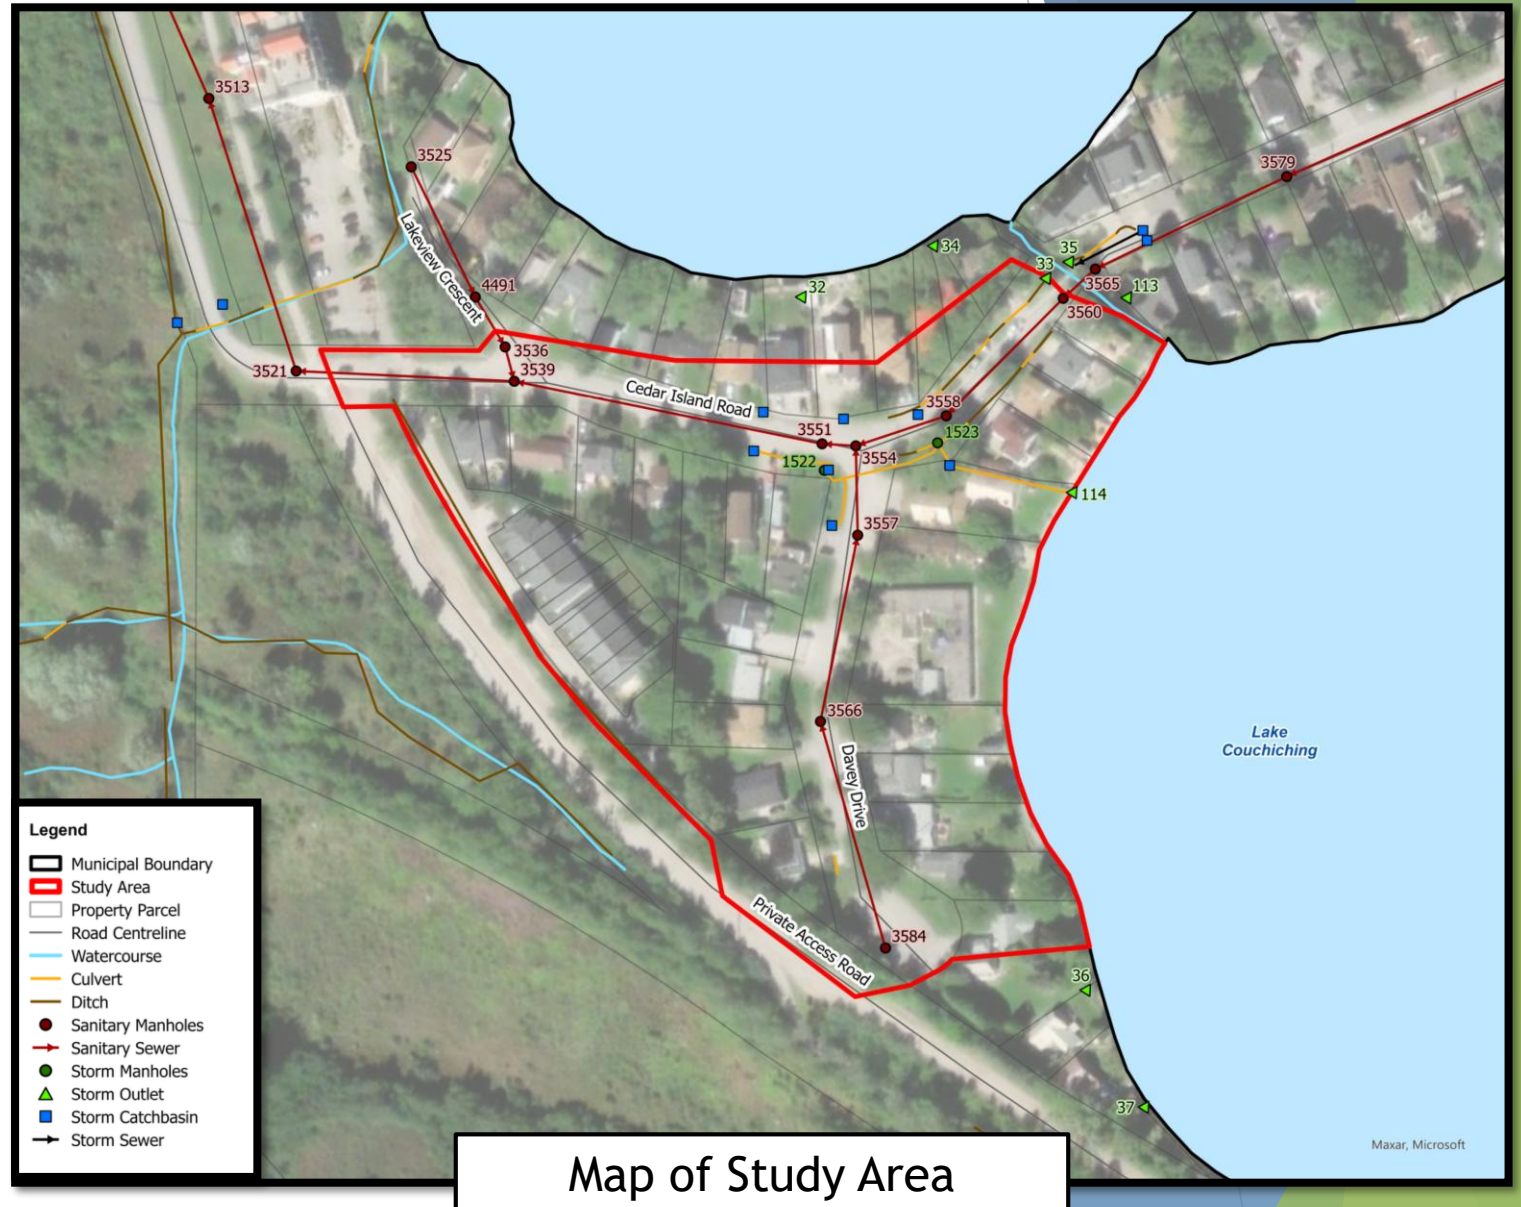 3513
3525
3579
34
35
33
4491
32
3565
113
3560
Lakeview Crescent
3536
3521
3539
Cedar Island Road
3558
3551
1523
3554
1522
114
3557
3566
Lake
Couchiching
Davey Drive
Private Access Road
3584
36
37
Legend
Municipal Boundary
Study Area
Property Parcel
Road Centreline
Watercourse
Culvert
Ditch
Sanitary Manholes
Sanitary Sewer
Storm Manholes
Storm Outlet
Storm Catchbasin
Storm Sewer
Maxar, Microsoft
Map of Study Area